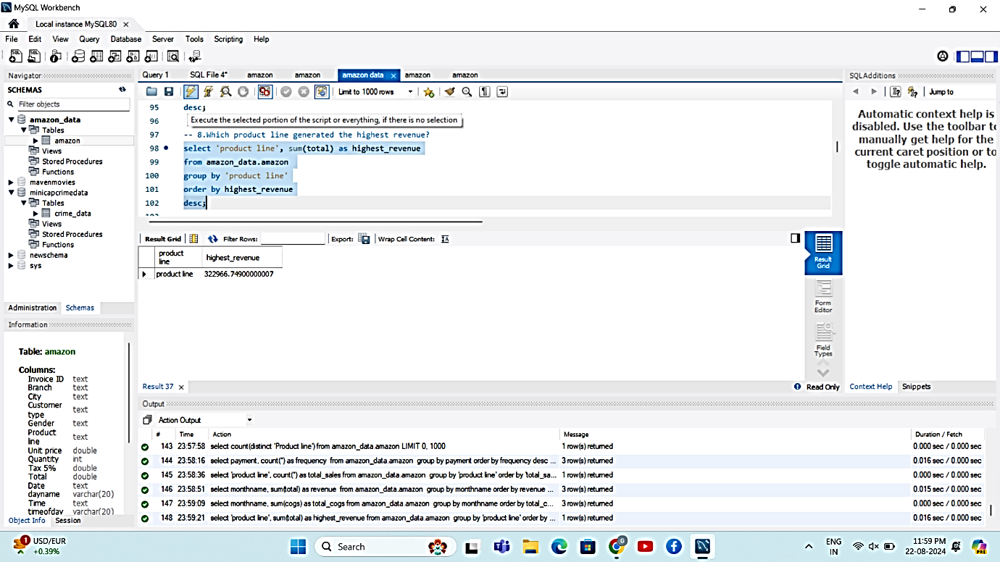 MySQL Workbench
Local instance MySQL80
File Edit View Query Database Server Tools Scripting Help
Navigator
SCHEMAS
Filter objects
amazon_data
Tables
amazon
Views
Stored Procedures
Functions
mavenmovies
minicapcrimedata
Tables
crime_data
Views
Stored Procedures
Functions
newschema
sys
Administration Schemas
Information
Table: amazon
Columns:
Invoice ID text
Branch text
City text
Customer type text
Gender text
Product line text
Unit price double
Quantity int
Tax 5% double
Total double
Date text
dayname varchar(20)
Time text
timeofday varchar(20)
Object Info Session
Query 1 SQL File 4* amazon amazon amazon data amazon amazon
Limit to 1000 rows
95 desc;
96
Execute the selected portion of the script or everything, if there is no selection
97 -- 8.Which product line generated the highest revenue?
98 select 'product line', sum(total) as highest_revenue
99 from amazon_data.amazon
100 group by 'product line'
101 order by highest_revenue
102 desc;
103
Result Grid Filter Rows: Export: Wrap Cell Content:
product line highest_revenue
product line 322966.74900000007
Result Grid
Form Editor
Field Types
Result 37 Read Only
SQLAdditions
Jump to
Automatic context help is
disabled. Use the toolbar to
manually get help for the
current caret position or to
toggle automatic help.
Context Help Snippets
Output
Action Output
# Time Action Message Duration / Fetch
143 23:57:58 select count(distinct 'Product line') from amazon_data.amazon LIMIT 0, 1000 1 row(s) returned 0.000 sec / 0.000 sec
144 23:58:16 select payment, count(*) as frequency from amazon_data.amazon group by payment order by frequency desc ... 3 row(s) returned 0.016 sec / 0.000 sec
145 23:58:36 select 'product line', count(*) as total_sales from amazon_data.amazon group by 'product line' order by 'total_sa... 1 row(s) returned 0.000 sec / 0.000 sec
146 23:58:51 select monthname, sum(total) as revenue from amazon_data.amazon group by monthname order by revenue ... 3 row(s) returned 0.015 sec / 0.000 sec
147 23:59:09 select monthname, sum(cogs) as total_cogs from amazon_data.amazon group by monthname order by total_c... 3 row(s) returned 0.000 sec / 0.000 sec
148 23:59:21 select 'product line', sum(total) as highest_revenue from amazon_data.amazon group by 'product line' order by ... 1 row(s) returned 0.016 sec / 0.000 sec
1
USD/EUR
+0.39%
Search
G
ENG
IN
11:59 PM
22-08-2024
PRE